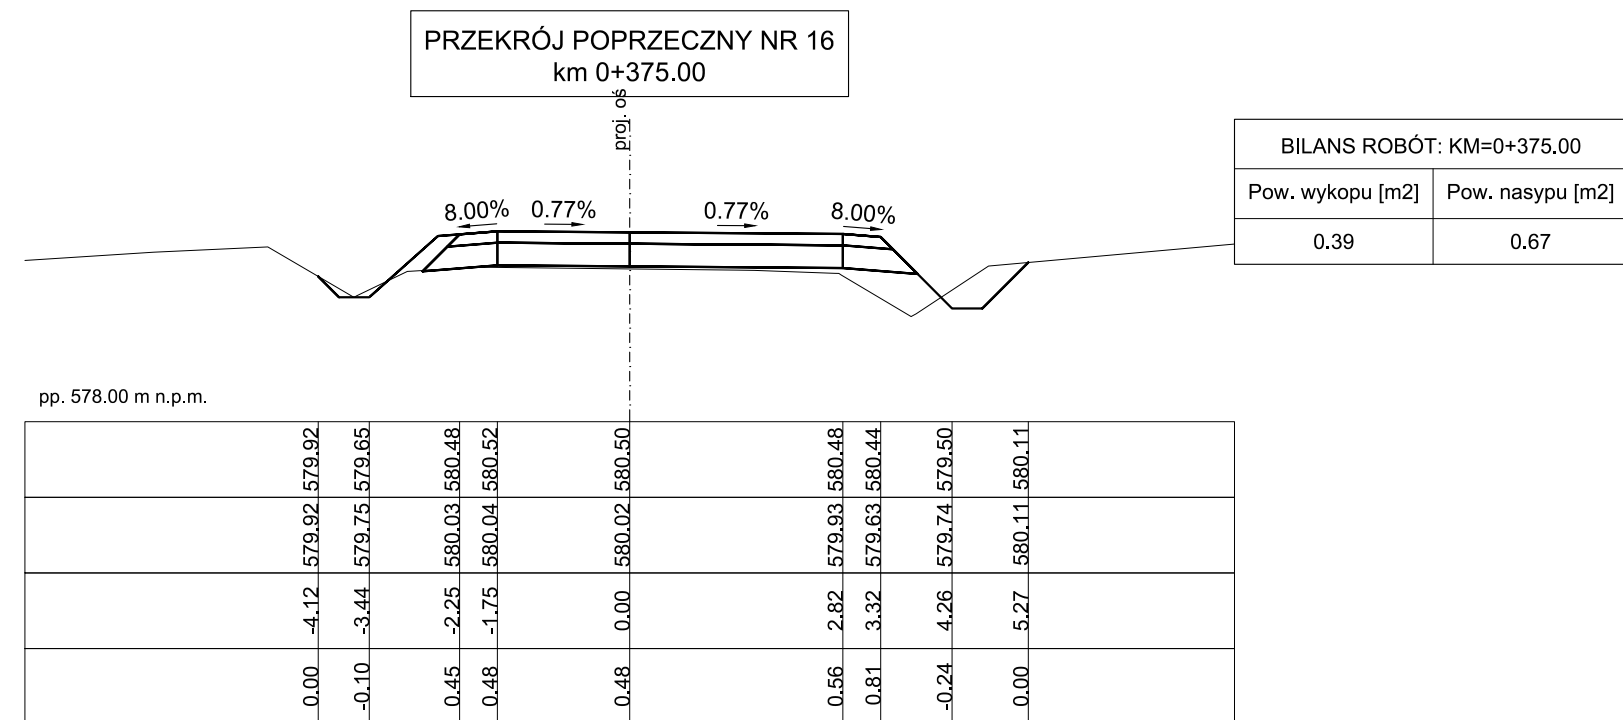 PRZEKRÓJ POPRZECZNY NR 16
km 0+375.00
proj. oś
BILANS ROBÓT: KM=0+375.00
Pow. wykopu [m2] Pow. nasypu [m2]
0.39 0.67
8.00% 0.77% 0.77% 8.00%
pp. 578.00 m n.p.m.
579.92 579.65 580.48 580.52 580.50 580.48 580.44 579.50 580.11
579.92 579.75 580.03 580.04 580.02 579.93 579.63 579.74 580.11
-4.12 -3.44 -2.25 -1.75 0.00 2.82 3.32 4.26 5.27
0.00 -0.10 0.45 0.48 0.48 0.56 0.81 -0.24 0.00